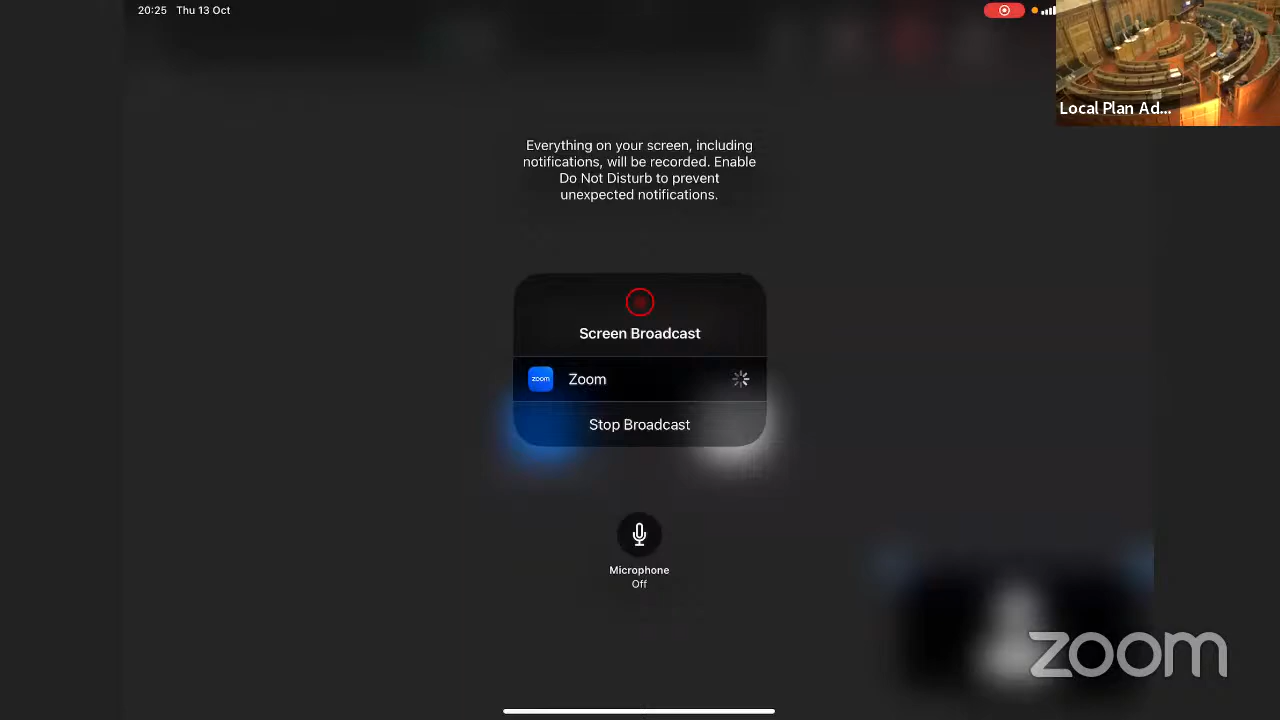 20:25 Thu 13 Oct
Local Plan Ad...
Everything on your screen, including
notifications, will be recorded. Enable
Do Not Disturb to prevent
unexpected notifications.
Screen Broadcast
zoom
Zoom
Stop Broadcast
Microphone
Off
zoom